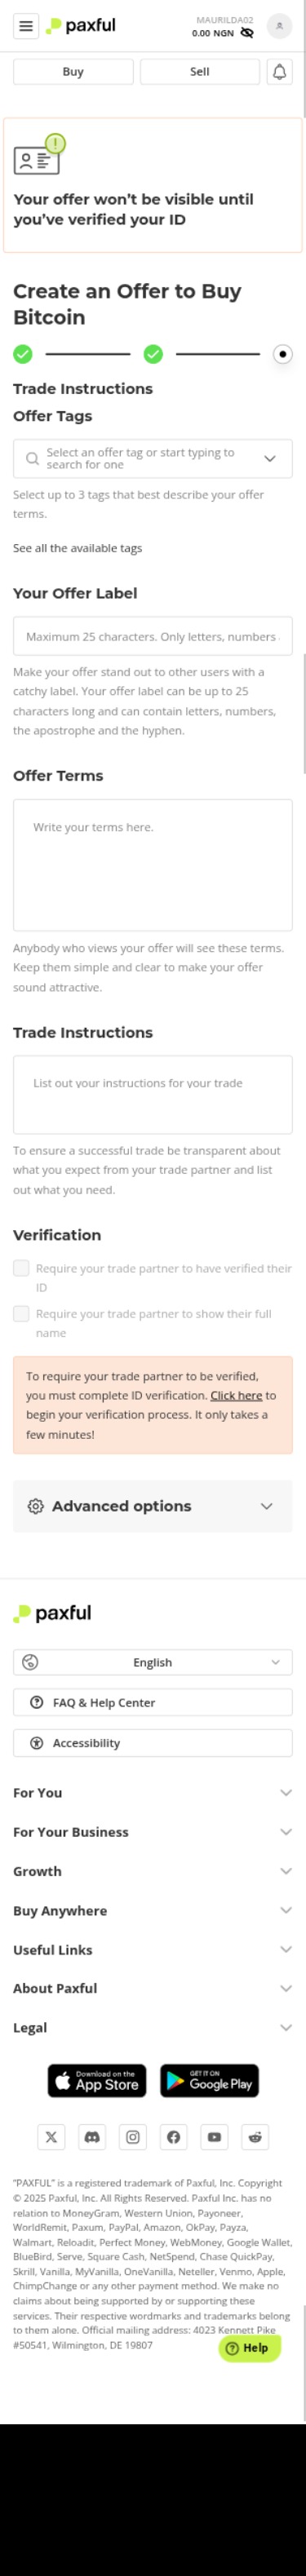 paxful
MAURILDA02
0.00 NGN
Buy
Sell
Your offer won't be visible until
you've verified your ID
Create an Offer to Buy
Bitcoin
Trade Instructions
Offer Tags
Select an offer tag or start typing to
search for one
Select up to 3 tags that best describe your offer
terms.
See all the available tags
Your Offer Label
Maximum 25 characters. Only letters, numbers
Make your offer stand out to other users with a
catchy label. Your offer label can be up to 25
characters long and can contain letters, numbers,
the apostrophe and the hyphen.
Offer Terms
Write your terms here.
Anybody who views your offer will see these terms.
Keep them simple and clear to make your offer
sound attractive.
Trade Instructions
List out your instructions for your trade
To ensure a successful trade be transparent about
what you expect from your trade partner and list
out what you need.
Verification
Require your trade partner to have verified their
ID
Require your trade partner to show their full
name
To require your trade partner to be verified,
you must complete ID verification. Click here to
begin your verification process. It only takes a
few minutes!
Advanced options
paxful
English
FAQ & Help Center
Accessibility
For You
For Your Business
Growth
Buy Anywhere
Useful Links
About Paxful
Legal
Download on the
App Store
GET IT ON
Google Play
"PAXFUL" is a registered trademark of Paxful, Inc. Copyright
© 2025 Paxful, Inc. All Rights Reserved. Paxful Inc. has no
relation to MoneyGram, Western Union, Payoneer,
WorldRemit, Paxum, PayPal, Amazon, OkPay, Payza,
Walmart, Reloadit, Perfect Money, WebMoney, Google Wallet,
BlueBird, Serve, Square Cash, NetSpend, Chase QuickPay,
Skrill, Vanilla, MyVanilla, OneVanilla, Neteller, Venmo, Apple,
ChimpChange or any other payment method. We make no
claims about being supported by or supporting these
services. Their respective wordmarks and trademarks belong
to them alone. Official mailing address: 4023 Kennett Pike
#50541, Wilmington, DE 19807
Help